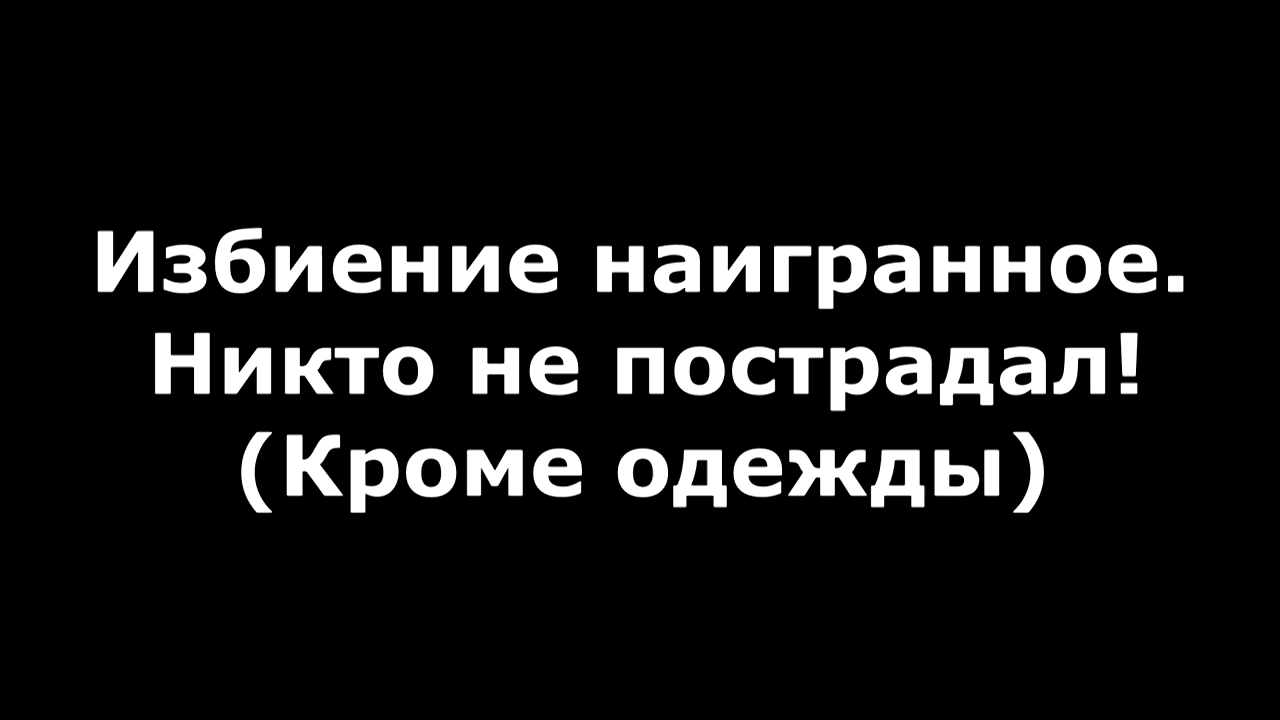 Избиение наигранное.
Никто не пострадал!
(Кроме одежды)